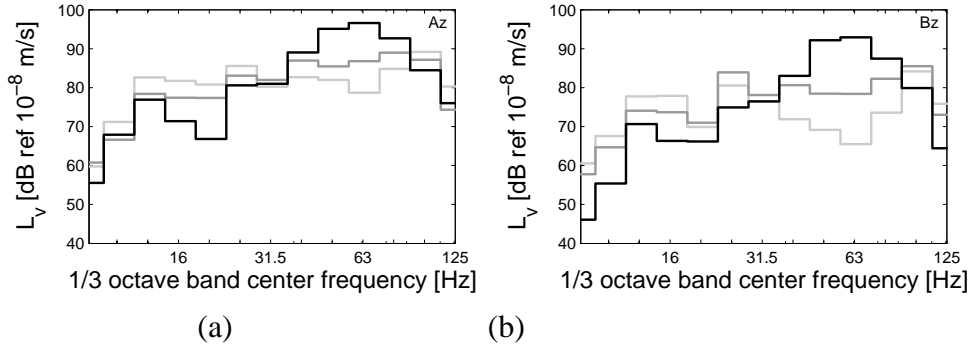 Az
100
90
80
70
60
50
40
L_v [dB ref 10^-8 m/s]
16 31.5 63 125
1/3 octave band center frequency [Hz]
(a)
Bz
100
90
80
70
60
50
40
L_v [dB ref 10^-8 m/s]
16 31.5 63 125
1/3 octave band center frequency [Hz]
(b)